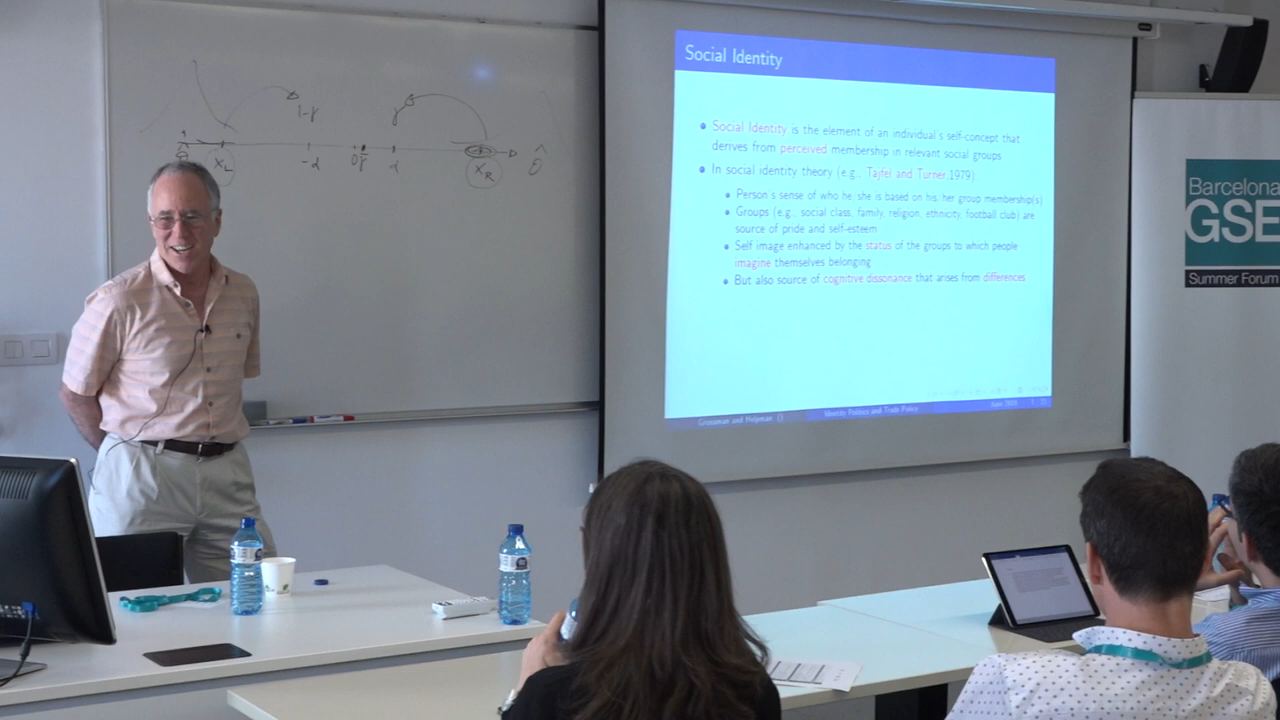 1-γ
γ
X_L
-α
0
γ̄
α
X_R
θ̂
Social Identity
Social Identity is the element of an individual's self-concept that
derives from perceived membership in relevant social groups
In social identity theory (e.g., Tajfel and Turner,1979)
Person's sense of who he/she is based on his/her group membership(s)
Groups (e.g., social class, family, religion, ethnicity, football club) are
source of pride and self-esteem
Self image enhanced by the status of the groups to which people
imagine themselves belonging
But also source of cognitive dissonance that arises from differences
Grossman and Helpman ()
Identity Politics and Trade Policy
June 2018
Barcelona
GSE
Summer Forum